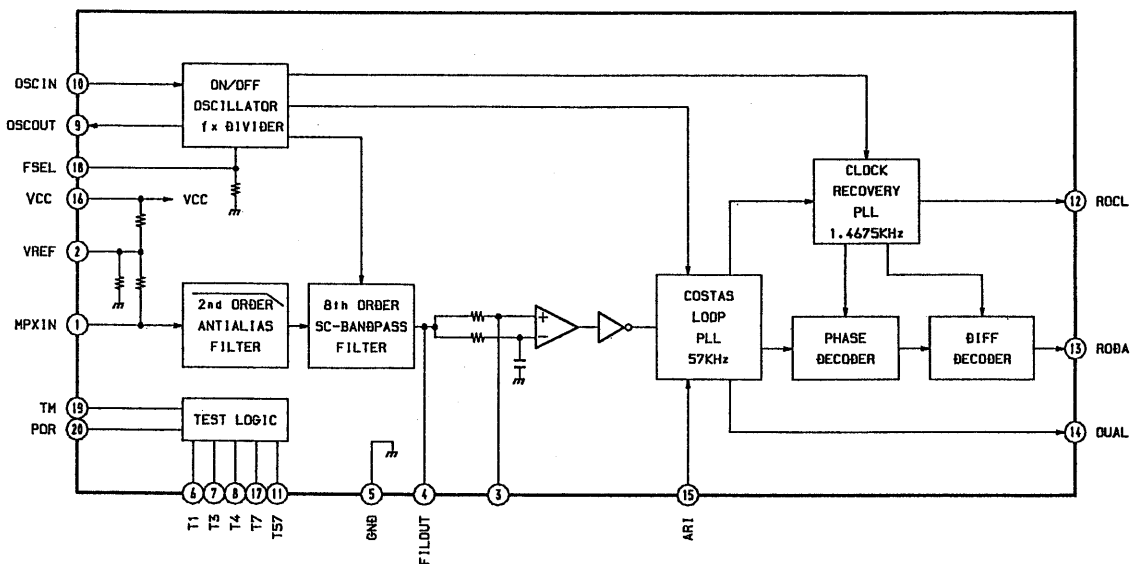 OSCIN 10
OSCOUT 9
FSEL 18
VCC 16
VCC
VREF 2
MPXIN 1
TM 19
POR 20
ON/OFF
OSCILLATOR
fx DIVIDER
2nd ORDER
ANTIALIAS
FILTER
8th ORDER
SC-BANDPASS
FILTER
+
−
COSTAS
LOOP
PLL
57KHz
CLOCK
RECOVERY
PLL
1.4675KHz
PHASE
DECODER
DIFF
DECODER
12 RDCL
13 RDDA
14 QUAL
TEST LOGIC
6 7 8 17 11 5 4 3 15
T1 T3 T4 T7 T57 GND FILOUT ARI